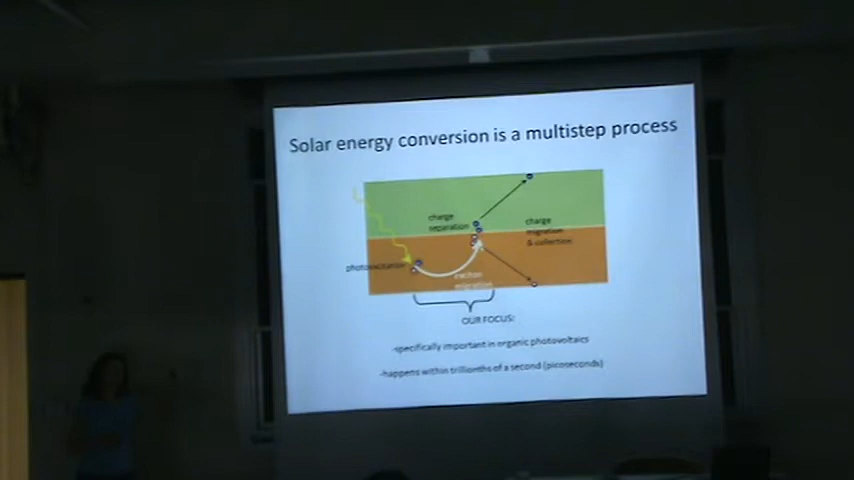 Solar energy conversion is a multistep process
charge
separation
charge
migration
& collection
photoexcitation
exciton
migration
OUR FOCUS:
-specifically important in organic photovoltaics
-happens within trillionths of a second (picoseconds)